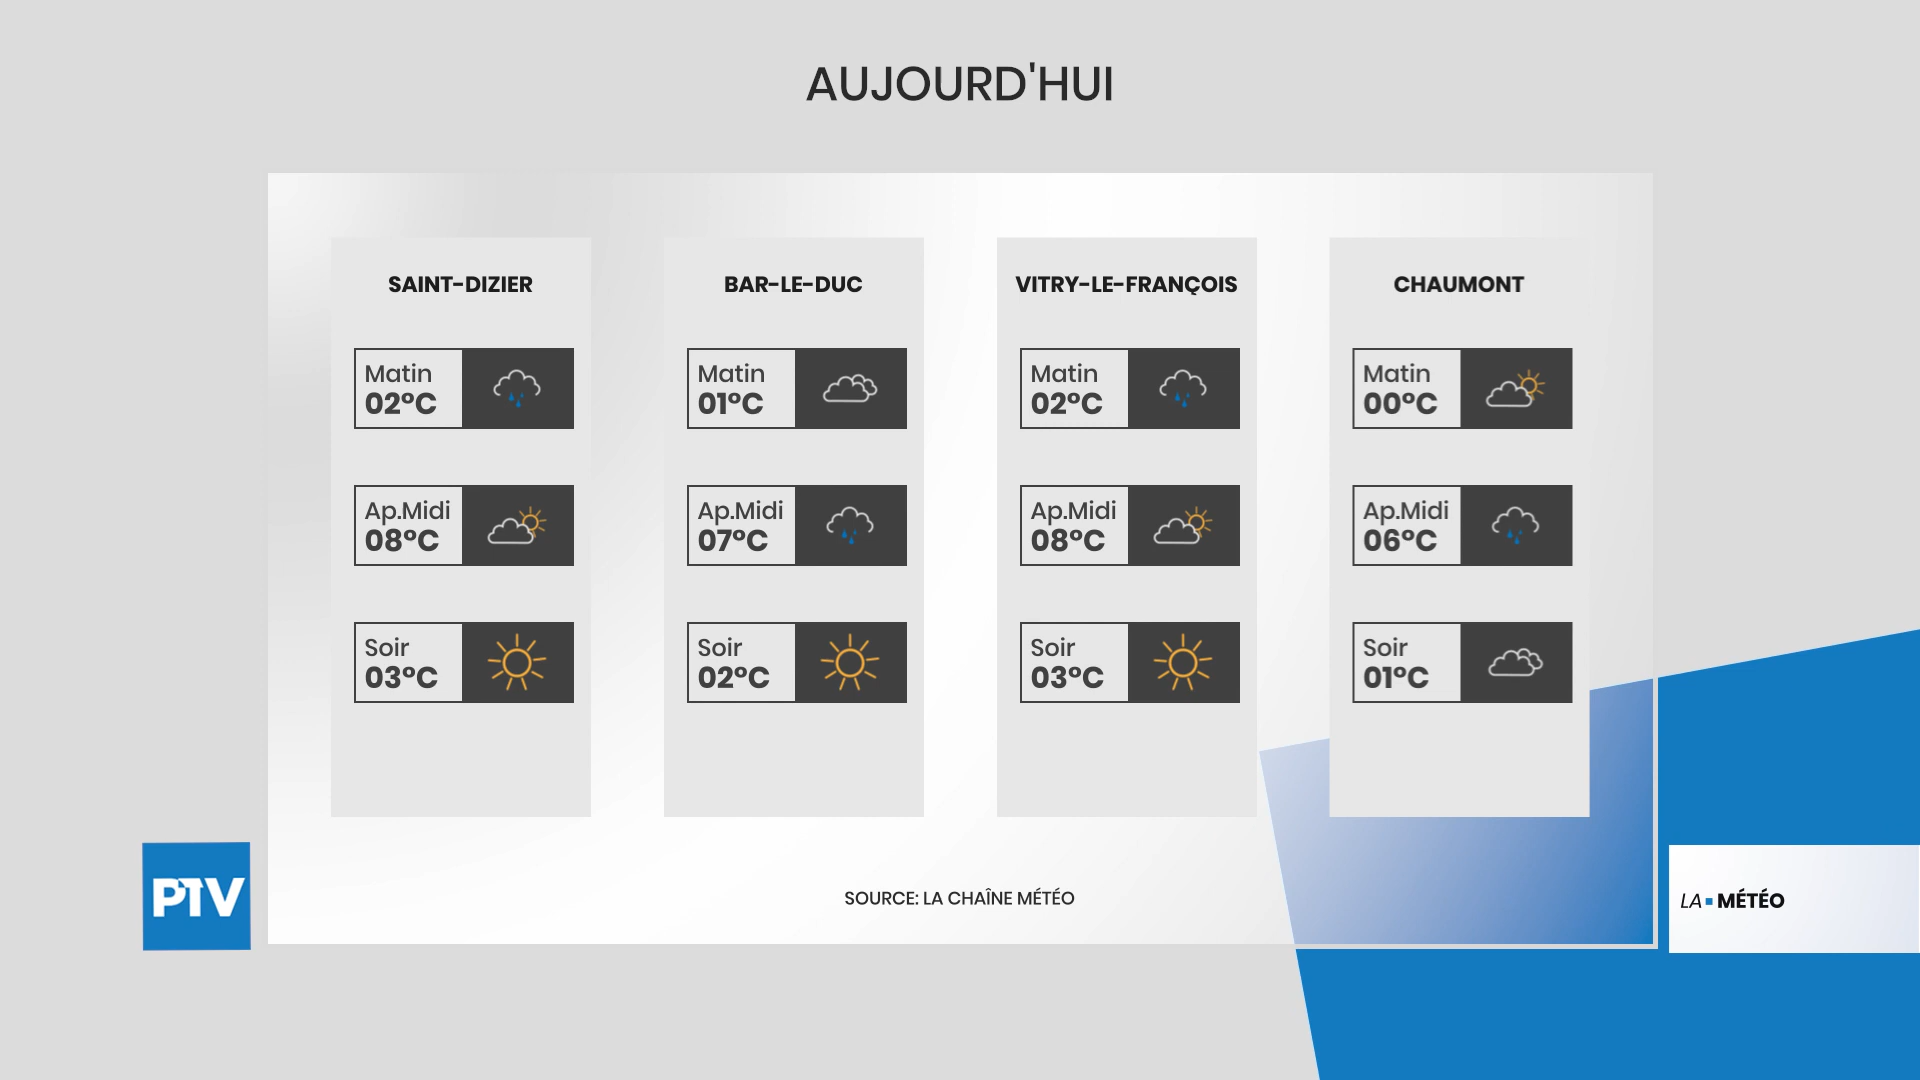 AUJOURD'HUI
SAINT-DIZIER
Matin
02°C
Ap.Midi
08°C
Soir
03°C
BAR-LE-DUC
Matin
01°C
Ap.Midi
07°C
Soir
02°C
VITRY-LE-FRANÇOIS
Matin
02°C
Ap.Midi
08°C
Soir
03°C
CHAUMONT
Matin
00°C
Ap.Midi
06°C
Soir
01°C
PTV
SOURCE: LA CHAÎNE MÉTÉO
LA▪MÉTÉO